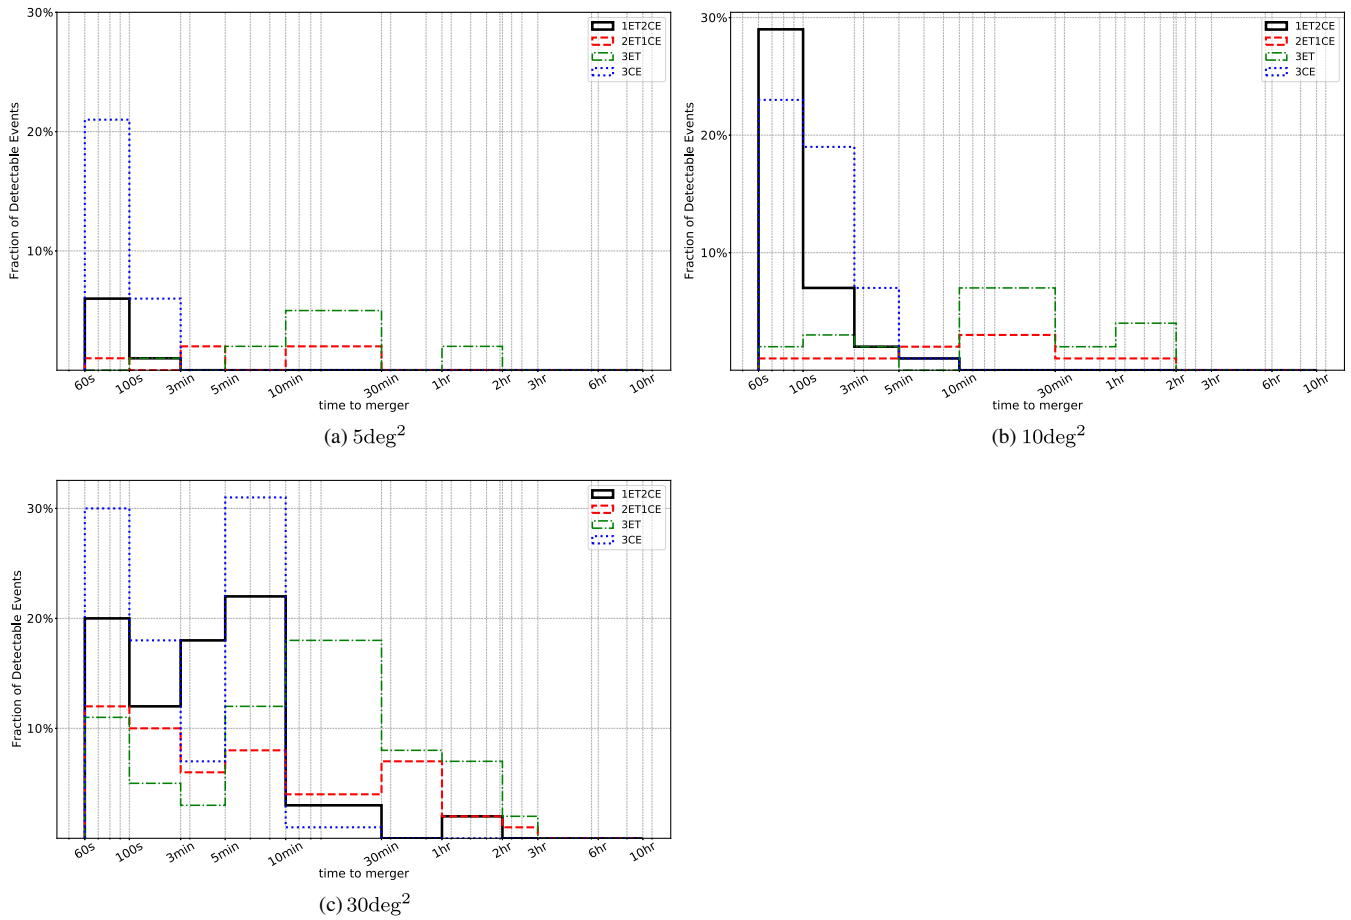 30%
20%
10%
Fraction of Detectable Events
1ET2CE
2ET1CE
3ET
3CE
60s 100s 3min 5min 10min 30min 1hr 2hr 3hr 6hr 10hr
time to merger
(a) 5deg²
30%
20%
10%
Fraction of Detectable Events
1ET2CE
2ET1CE
3ET
3CE
60s 100s 3min 5min 10min 30min 1hr 2hr 3hr 6hr 10hr
time to merger
(b) 10deg²
30%
20%
10%
Fraction of Detectable Events
1ET2CE
2ET1CE
3ET
3CE
60s 100s 3min 5min 10min 30min 1hr 2hr 3hr 6hr 10hr
time to merger
(c) 30deg²